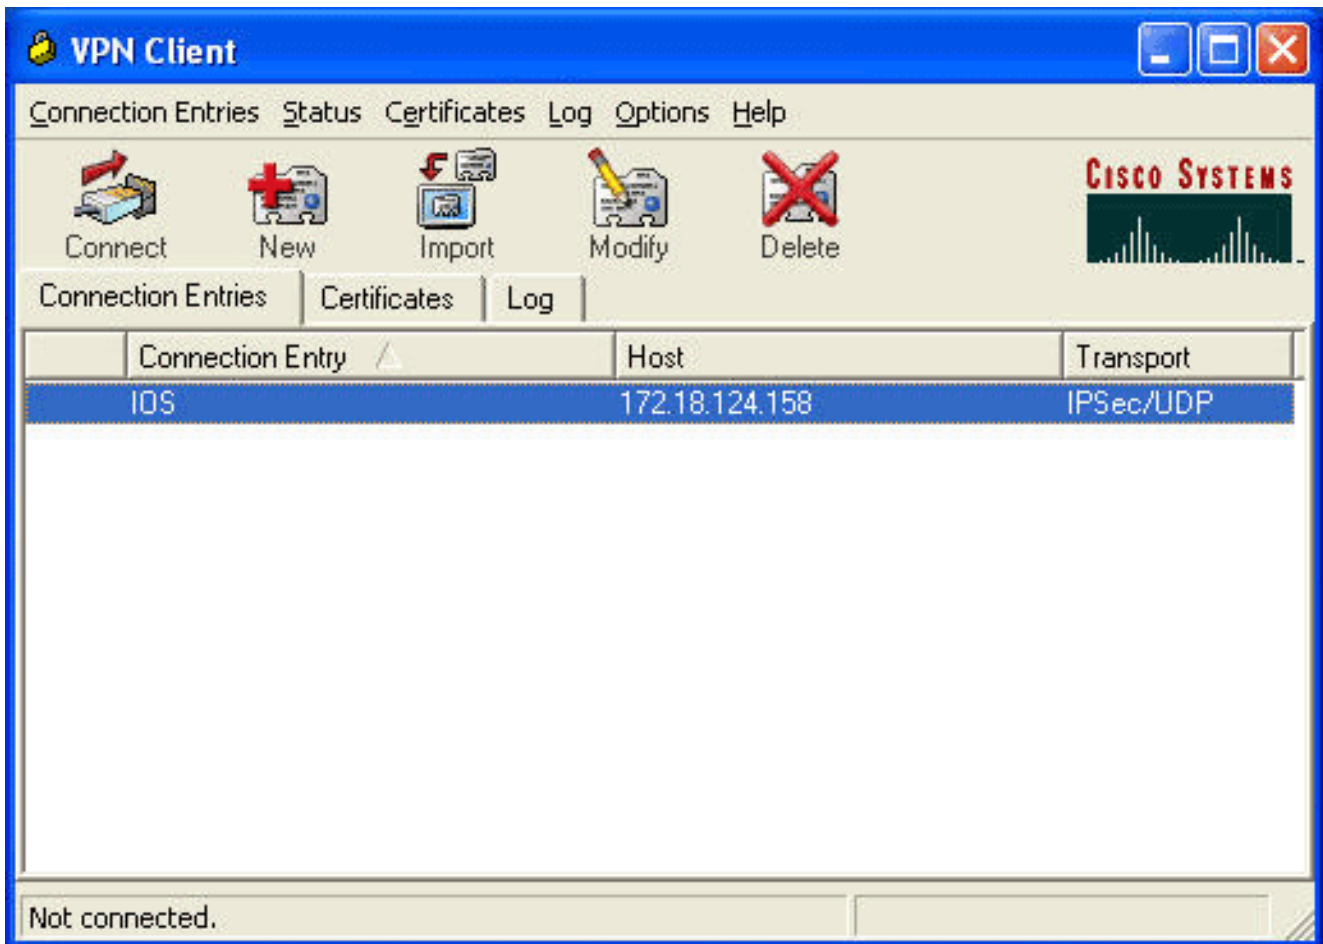 VPN Client
Connection Entries Status Certificates Log Options Help
Connect New Import Modify Delete
CISCO SYSTEMS
Connection Entries Certificates Log
Connection Entry Host Transport
IOS 172.18.124.158 IPSec/UDP
Not connected.